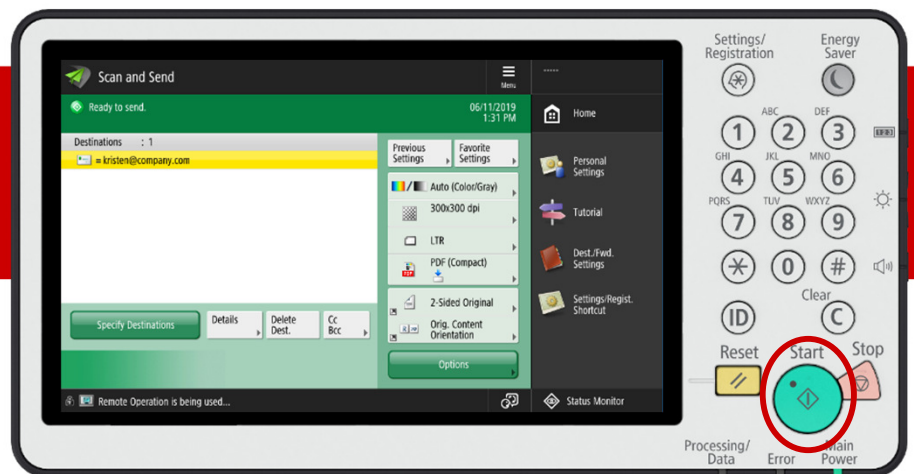 Scan and Send
Menu
-----
Ready to send.
06/11/2019
1:31 PM
Home
Destinations : 1
= kristen@company.com
Previous
Settings
Favorite
Settings
Auto (Color/Gray)
300x300 dpi
LTR
PDF (Compact)
2-Sided Original
Orig. Content
Orientation
Options
Specify Destinations
Details
Delete
Dest.
Cc
Bcc
Personal
Settings
Tutorial
Dest./Fwd.
Settings
Settings/Regist.
Shortcut
Remote Operation is being used...
Status Monitor
Settings/
Registration
Energy
Saver
ABC DEF
1 2 3
GHI JKL MNO
4 5 6
PQRS TUV WXYZ
7 8 9
0 #
Clear
ID C
Reset Start Stop
Processing/
Data
Error
Main
Power